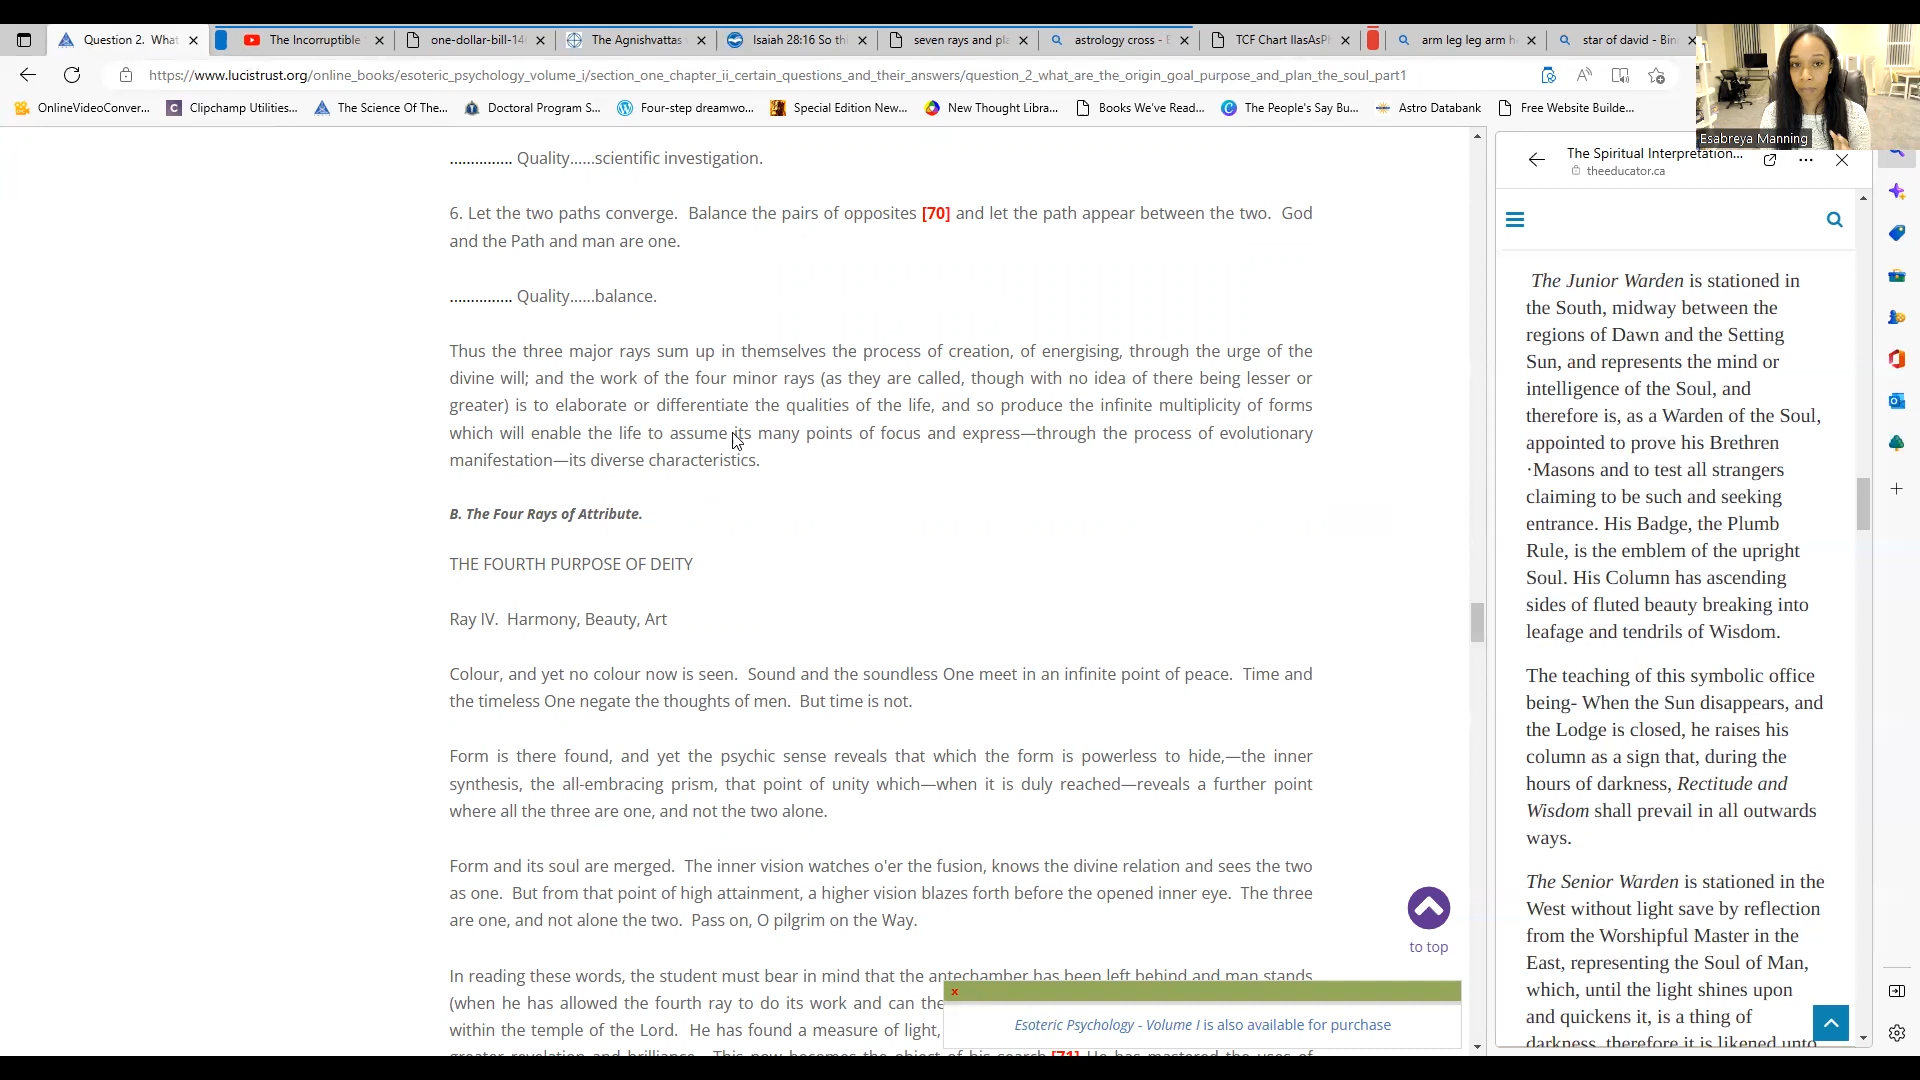 Question 2. What
The Incorruptible
one-dollar-bill-14
The Agnishvattas
Isaiah 28:16 So th
seven rays and pla
astrology cross - B
TCF Chart IlasAsP
arm leg leg arm h
star of david - Bin
https://www.lucistrust.org/online_books/esoteric_psychology_volume_i/section_one_chapter_ii_certain_questions_and_their_answers/question_2_what_are_the_origin_goal_purpose_and_plan_the_soul_part1
OnlineVideoConver...
Clipchamp Utilities...
The Science Of The...
Doctoral Program S...
Four-step dreamwo...
Special Edition New...
New Thought Libra...
Books We've Read...
The People's Say Bu...
Astro Databank
Free Website Builde...
Esabreya Manning
............... Quality......scientific investigation.
6. Let the two paths converge. Balance the pairs of opposites [70] and let the path appear between the two. God
and the Path and man are one.
............... Quality......balance.
Thus the three major rays sum up in themselves the process of creation, of energising, through the urge of the
divine will; and the work of the four minor rays (as they are called, though with no idea of there being lesser or
greater) is to elaborate or differentiate the qualities of the life, and so produce the infinite multiplicity of forms
which will enable the life to assume its many points of focus and express—through the process of evolutionary
manifestation—its diverse characteristics.
B. The Four Rays of Attribute.
THE FOURTH PURPOSE OF DEITY
Ray IV. Harmony, Beauty, Art
Colour, and yet no colour now is seen. Sound and the soundless One meet in an infinite point of peace. Time and
the timeless One negate the thoughts of men. But time is not.
Form is there found, and yet the psychic sense reveals that which the form is powerless to hide,—the inner
synthesis, the all-embracing prism, that point of unity which—when it is duly reached—reveals a further point
where all the three are one, and not the two alone.
Form and its soul are merged. The inner vision watches o'er the fusion, knows the divine relation and sees the two
as one. But from that point of high attainment, a higher vision blazes forth before the opened inner eye. The three
are one, and not alone the two. Pass on, O pilgrim on the Way.
In reading these words, the student must bear in mind that the antechamber has been left behind and man stands
(when he has allowed the fourth ray to do its work and can the
within the temple of the Lord. He has found a measure of light,
greater revelation and brilliance. This now becomes the object of his search.[71] He has mastered the uses of
to top
x
Esoteric Psychology - Volume I is also available for purchase
The Spiritual Interpretation...
theeducator.ca
The Junior Warden is stationed in
the South, midway between the
regions of Dawn and the Setting
Sun, and represents the mind or
intelligence of the Soul, and
therefore is, as a Warden of the Soul,
appointed to prove his Brethren
·Masons and to test all strangers
claiming to be such and seeking
entrance. His Badge, the Plumb
Rule, is the emblem of the upright
Soul. His Column has ascending
sides of fluted beauty breaking into
leafage and tendrils of Wisdom.
The teaching of this symbolic office
being- When the Sun disappears, and
the Lodge is closed, he raises his
column as a sign that, during the
hours of darkness, Rectitude and
Wisdom shall prevail in all outwards
ways.
The Senior Warden is stationed in the
West without light save by reflection
from the Worshipful Master in the
East, representing the Soul of Man,
which, until the light shines upon
and quickens it, is a thing of
darkness, therefore it is likened unto